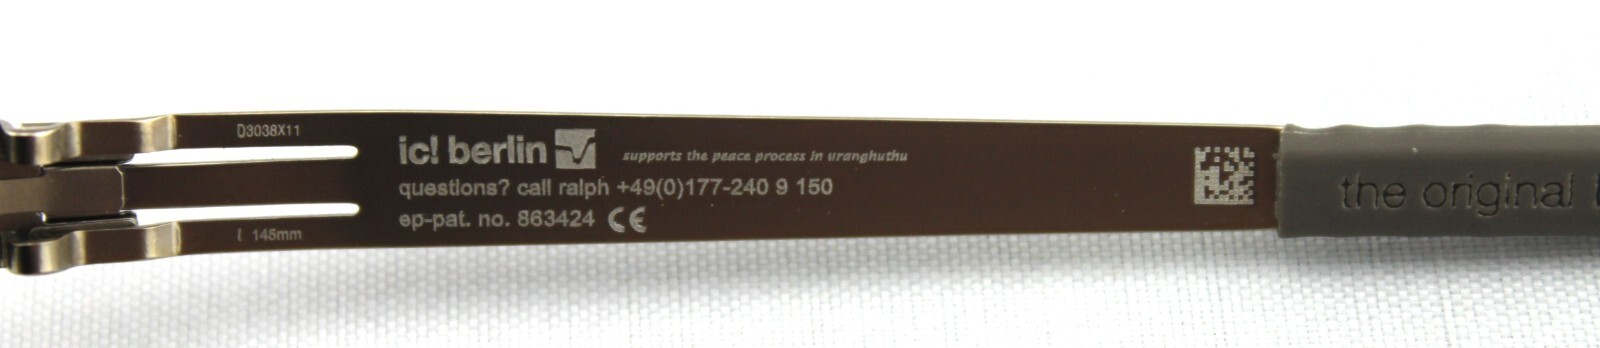 D3038X11
ic! berlin supports the peace process in uranghuthu
questions? call ralph +49(0)177-240 9 150
ep-pat. no. 863424 CE
l 145mm
the original